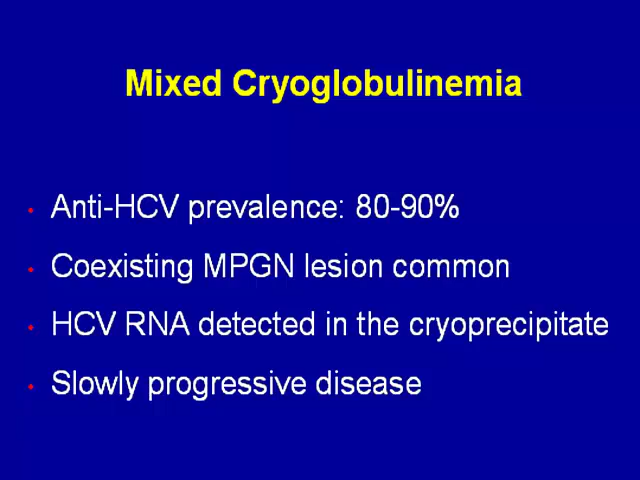 Mixed Cryoglobulinemia
• Anti-HCV prevalence: 80-90%
• Coexisting MPGN lesion common
• HCV RNA detected in the cryoprecipitate
• Slowly progressive disease